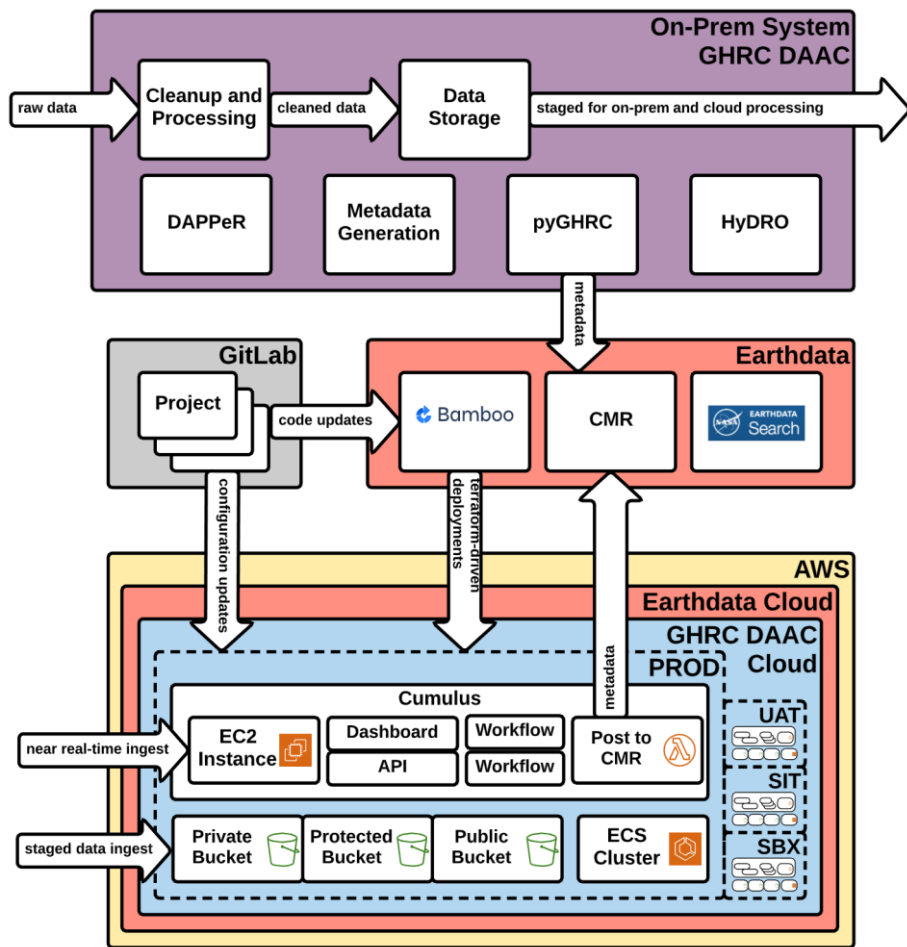 On-Prem System
GHRC DAAC
raw data
Cleanup and
Processing
cleaned data
Data
Storage
staged for on-prem and cloud processing
DAPPeR
Metadata
Generation
pyGHRC
HyDRO
metadata
GitLab
Project
code updates
configuration updates
Earthdata
Bamboo
CMR
NASA
EARTHDATA
Search
terraform-driven
deployments
AWS
Earthdata Cloud
GHRC DAAC
Cloud
PROD
metadata
Cumulus
near real-time ingest
EC2
Instance
Dashboard
API
Workflow
Workflow
Post to
CMR
staged data ingest
Private
Bucket
Protected
Bucket
Public
Bucket
ECS
Cluster
UAT
SIT
SBX